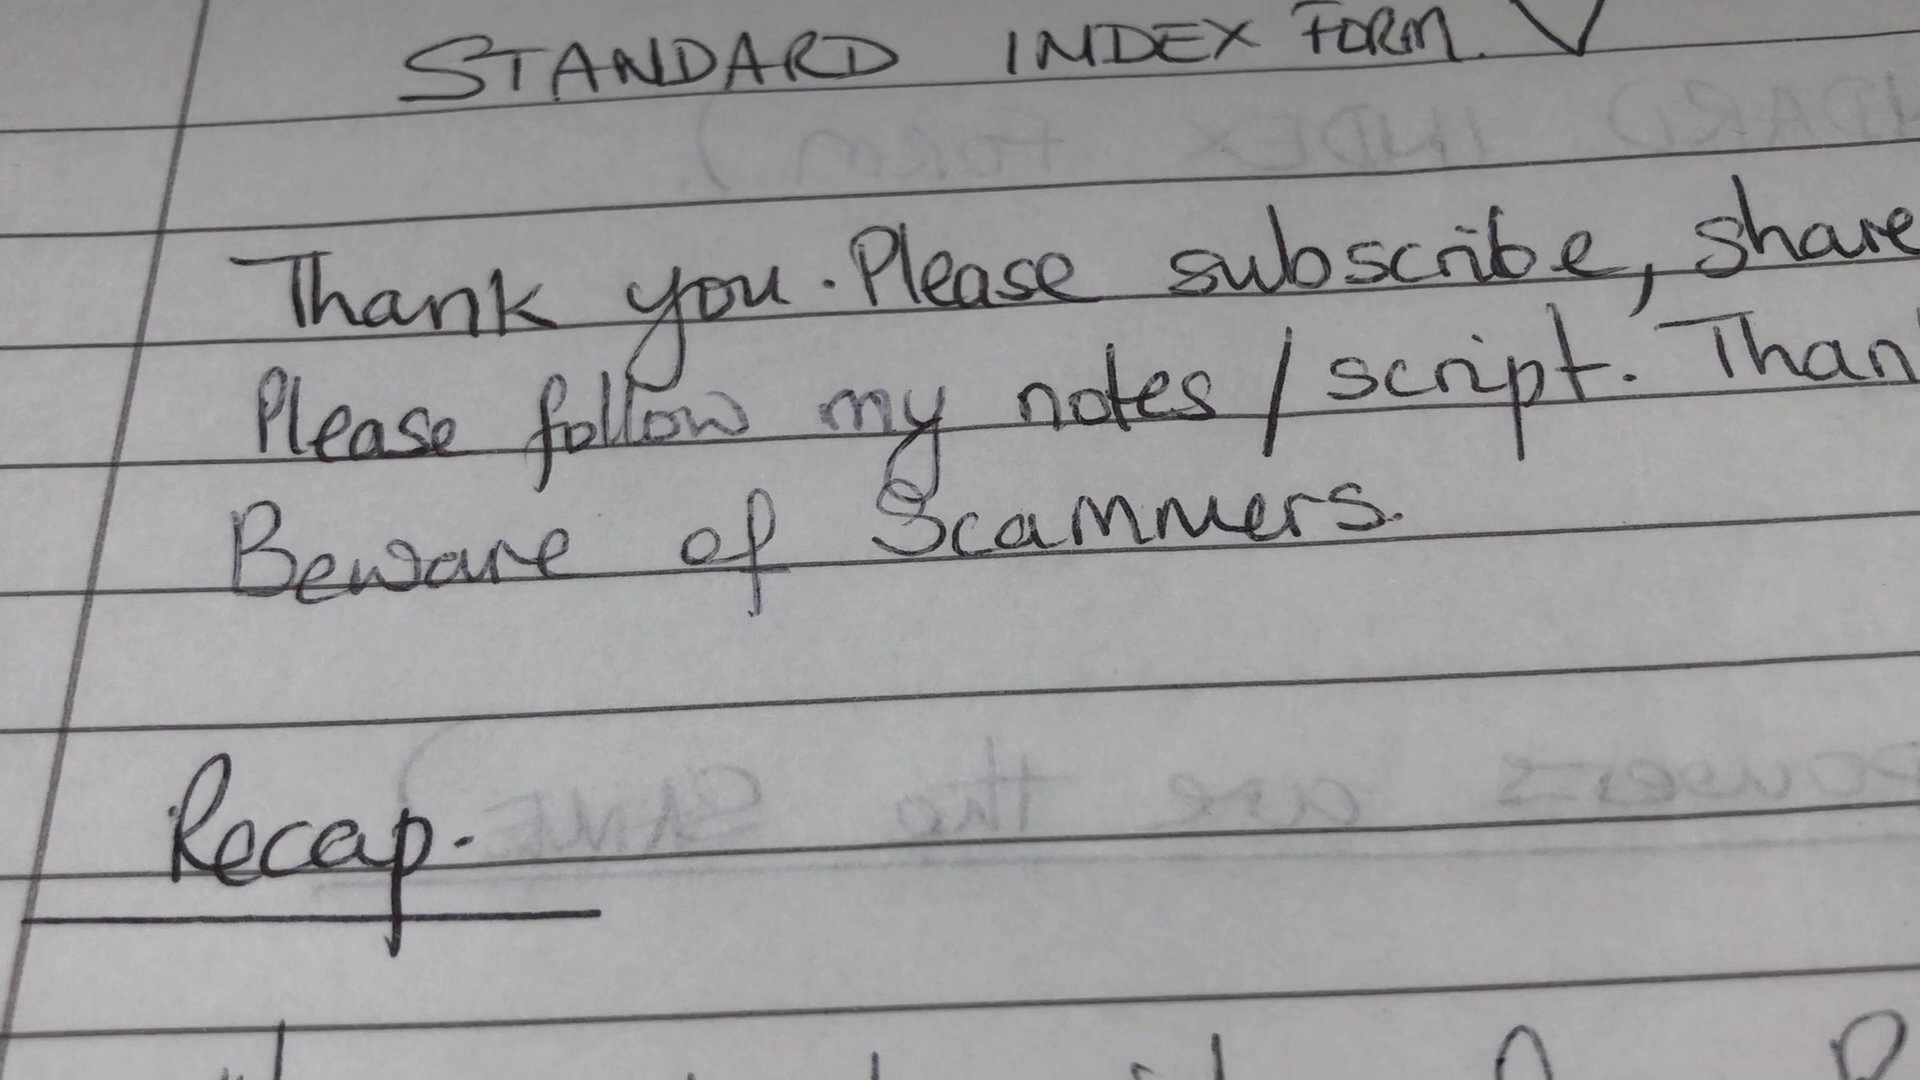 STANDARD INDEX FORM. V
Thank you. Please subscribe, share
Please follow my notes / script. Than
Beware of Scammers.
Recap.